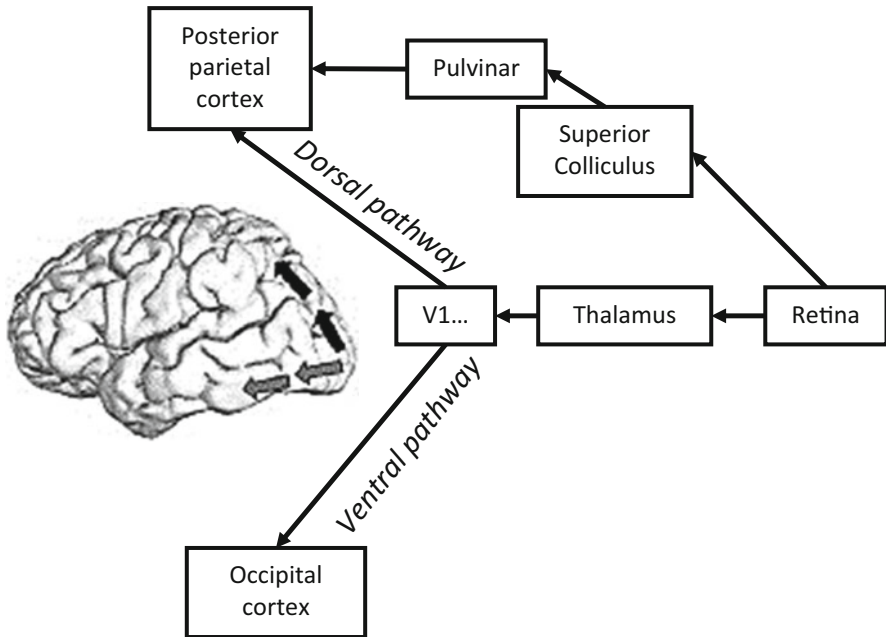 Posterior
parietal
cortex
Pulvinar
Superior
Colliculus
Dorsal pathway
V1...
Thalamus
Retina
Ventral pathway
Occipital
cortex